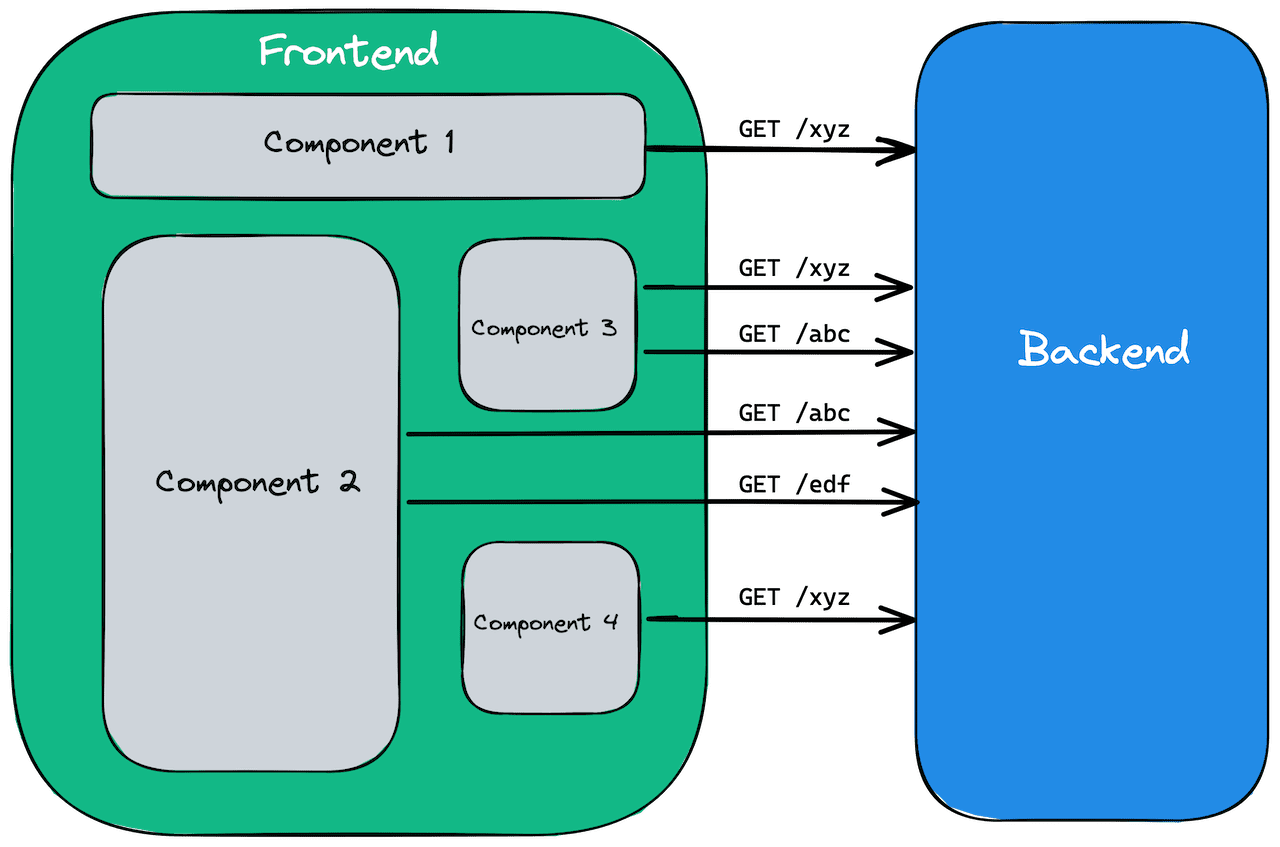 Frontend
Component 1
GET /xyz
GET /xyz
Component 3
GET /abc
Backend
GET /abc
Component 2
GET /edf
GET /xyz
Component 4